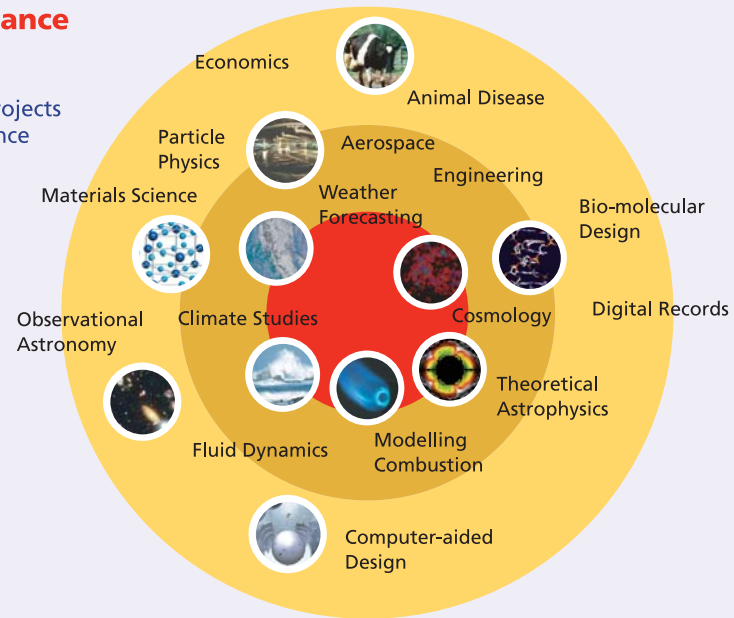 ance
rojects
nce
Economics
Animal Disease
Particle
Physics
Aerospace
Engineering
Materials Science
Weather
Forecasting
Bio-molecular
Design
Observational
Astronomy
Climate Studies
Cosmology
Digital Records
Theoretical
Astrophysics
Fluid Dynamics
Modelling
Combustion
Computer-aided
Design